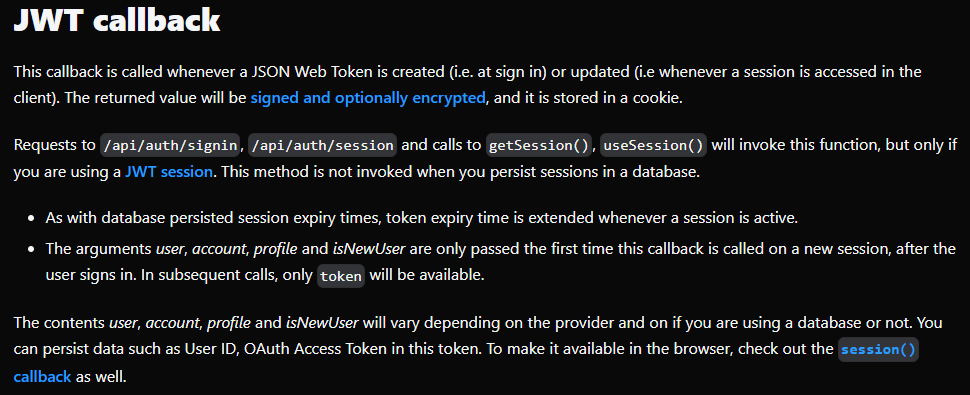 JWT callback
This callback is called whenever a JSON Web Token is created (i.e. at sign in) or updated (i.e whenever a session is accessed in the
client). The returned value will be signed and optionally encrypted, and it is stored in a cookie.
Requests to /api/auth/signin, /api/auth/session and calls to getSession(), useSession() will invoke this function, but only if
you are using a JWT session. This method is not invoked when you persist sessions in a database.
• As with database persisted session expiry times, token expiry time is extended whenever a session is active.
• The arguments user, account, profile and isNewUser are only passed the first time this callback is called on a new session, after the
user signs in. In subsequent calls, only token will be available.
The contents user, account, profile and isNewUser will vary depending on the provider and on if you are using a database or not. You
can persist data such as User ID, OAuth Access Token in this token. To make it available in the browser, check out the session()
callback as well.